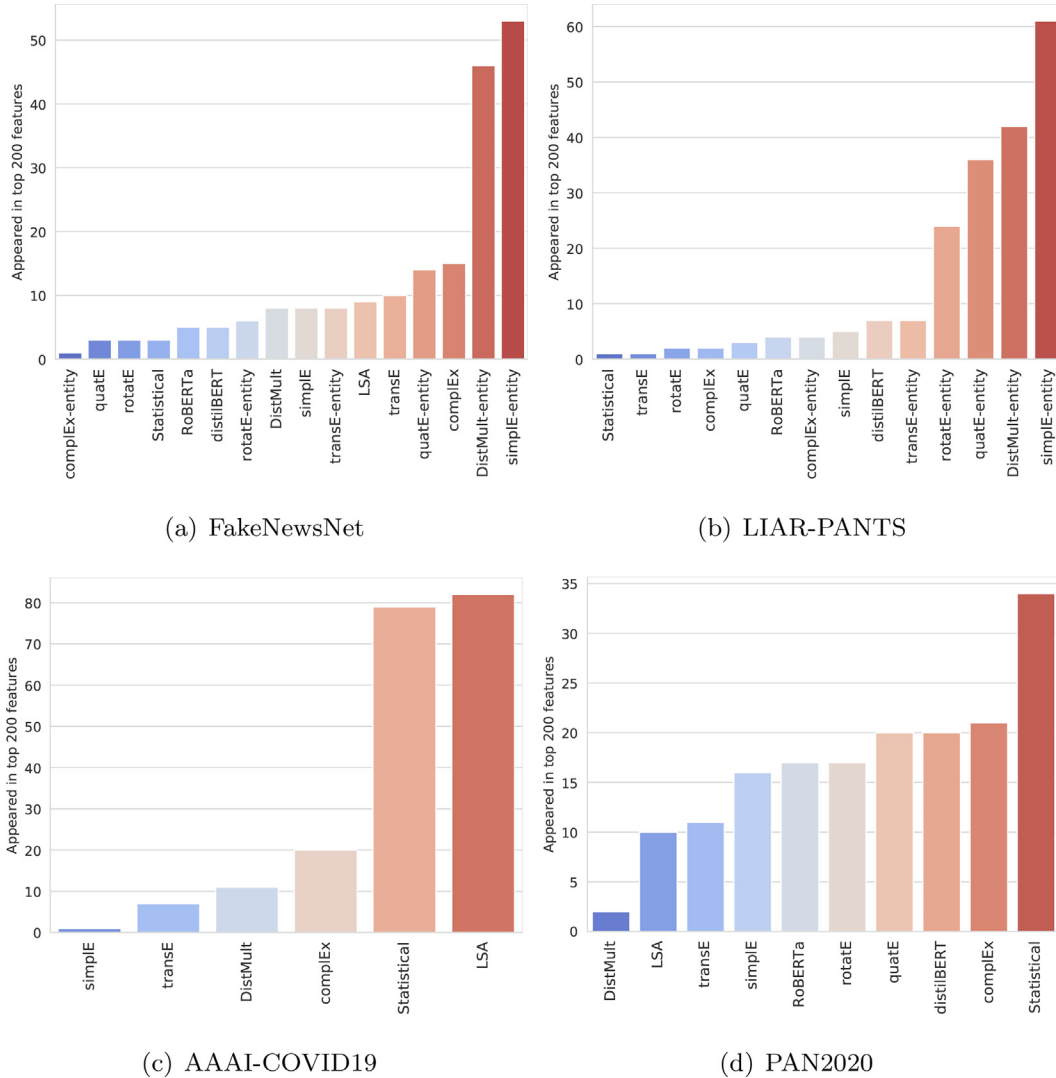 Appeared in top 200 features
50
40
30
20
10
0
complEx-entity
quatE
rotatE
Statistical
RoBERTa
distilBERT
rotatE-entity
DistMult
simplE
transE-entity
LSA
transE
quatE-entity
complEx
DistMult-entity
simplE-entity
(a) FakeNewsNet
Appeared in top 200 features
60
50
40
30
20
10
0
Statistical
transE
rotatE
complEx
quatE
RoBERTa
complEx-entity
simplE
distilBERT
transE-entity
rotatE-entity
quatE-entity
DistMult-entity
simplE-entity
(b) LIAR-PANTS
Appeared in top 200 features
80
70
60
50
40
30
20
10
0
simplE
transE
DistMult
complEx
Statistical
LSA
(c) AAAI-COVID19
Appeared in top 200 features
35
30
25
20
15
10
5
0
DistMult
LSA
transE
simplE
RoBERTa
rotatE
quatE
distilBERT
complEx
Statistical
(d) PAN2020